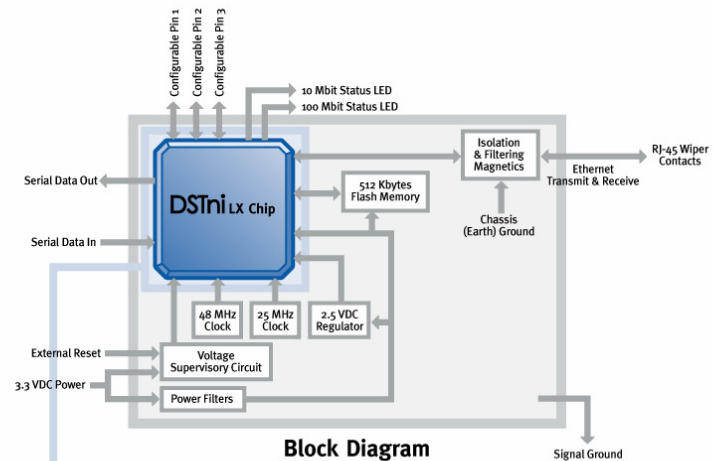 Configurable Pin 1
Configurable Pin 2
Configurable Pin 3
10 Mbit Status LED
100 Mbit Status LED
Isolation
& Filtering
Magnetics
RJ-45 Wiper
Contacts
Ethernet
Transmit & Receive
Serial Data Out
512 Kbytes
Flash Memory
DSTni LX Chip
Chassis
(Earth) Ground
Serial Data In
48 MHz
Clock
25 MHz
Clock
2.5 VDC
Regulator
External Reset
Voltage
Supervisory Circuit
3.3 VDC Power
Power Filters
Block Diagram
Signal Ground